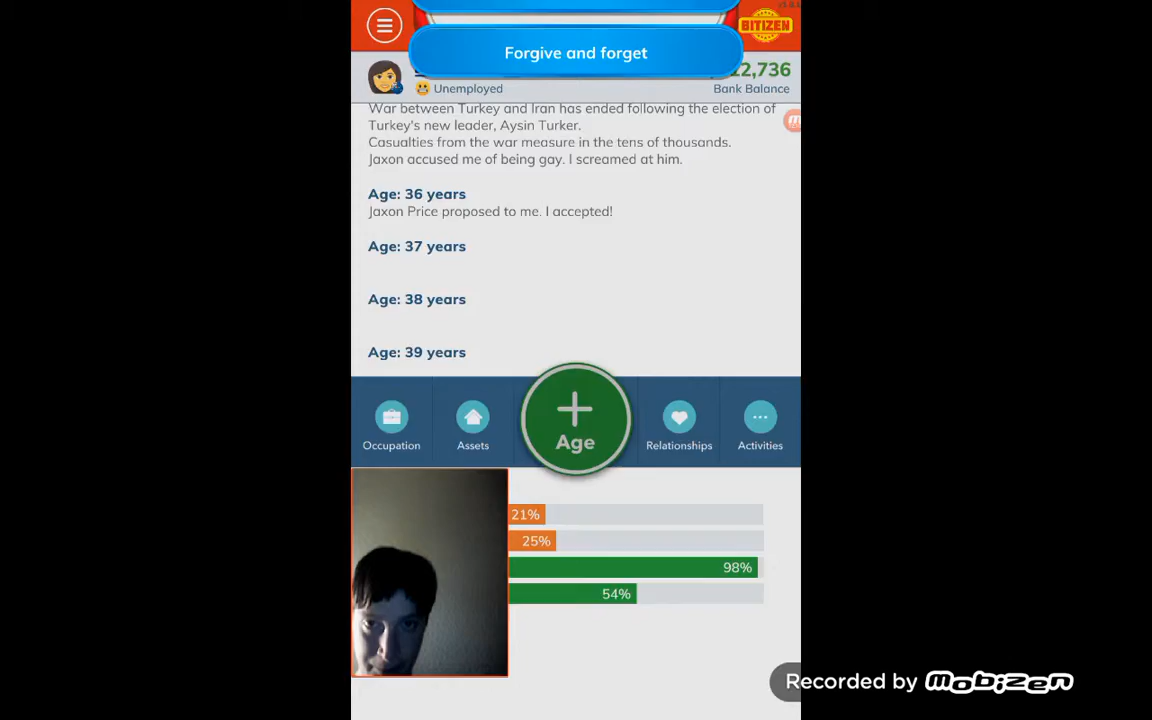 Forgive and forget
BITIZEN
22,736
Unemployed
Bank Balance
War between Turkey and Iran has ended following the election of
Turkey's new leader, Aysin Turker.
Casualties from the war measure in the tens of thousands.
Jaxon accused me of being gay. I screamed at him.
Age: 36 years
Jaxon Price proposed to me. I accepted!
Age: 37 years
Age: 38 years
Age: 39 years
Occupation
Assets
Age
Relationships
Activities
21%
25%
98%
54%
Recorded by mobizen